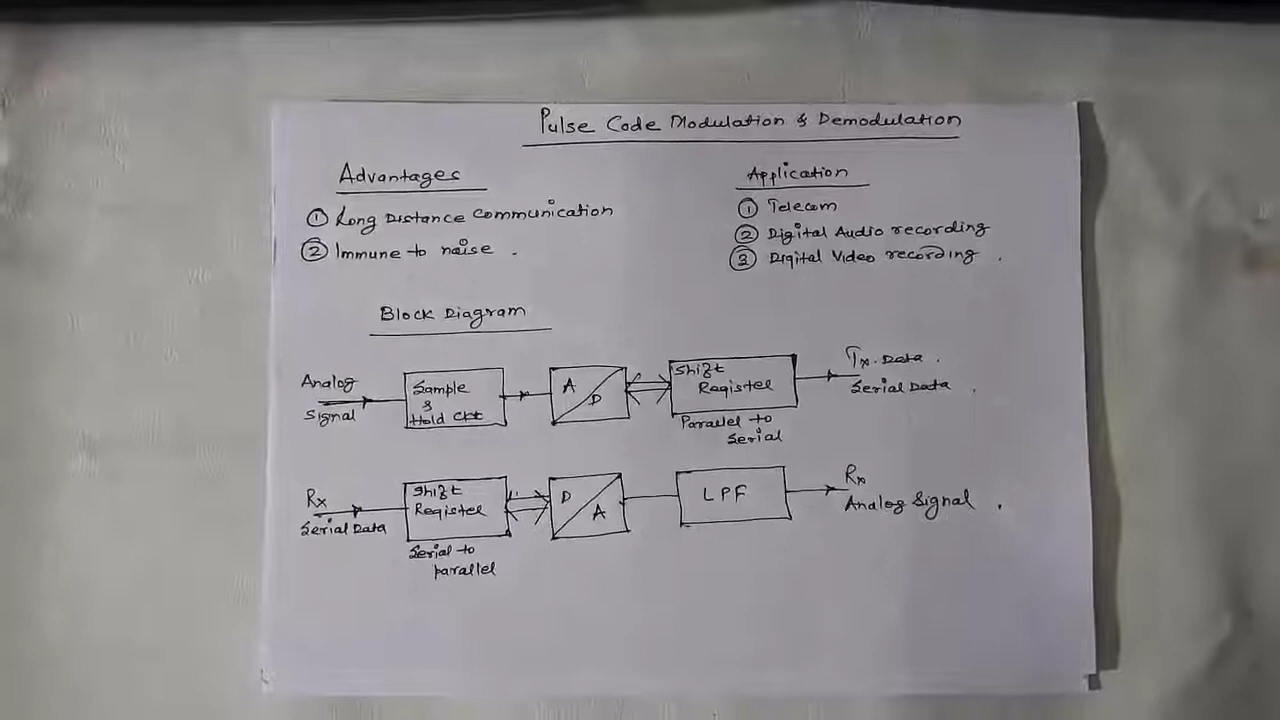 Pulse Code Modulation & Demodulation
Advantages
① Long Distance Communication
② Immune to noise .
Application
① Telecom
② Digital Audio recording
③ Digital Video recording .
Block Diagram
Analog
Signal
Sample
&
Hold Ckt
A
D
Shift
Register
Parallel to
Serial
Tx. Data .
Serial Data .
Rx
Serial Data
Shift
Register
Serial to
parallel
D
A
LPF
Rx
Analog Signal .